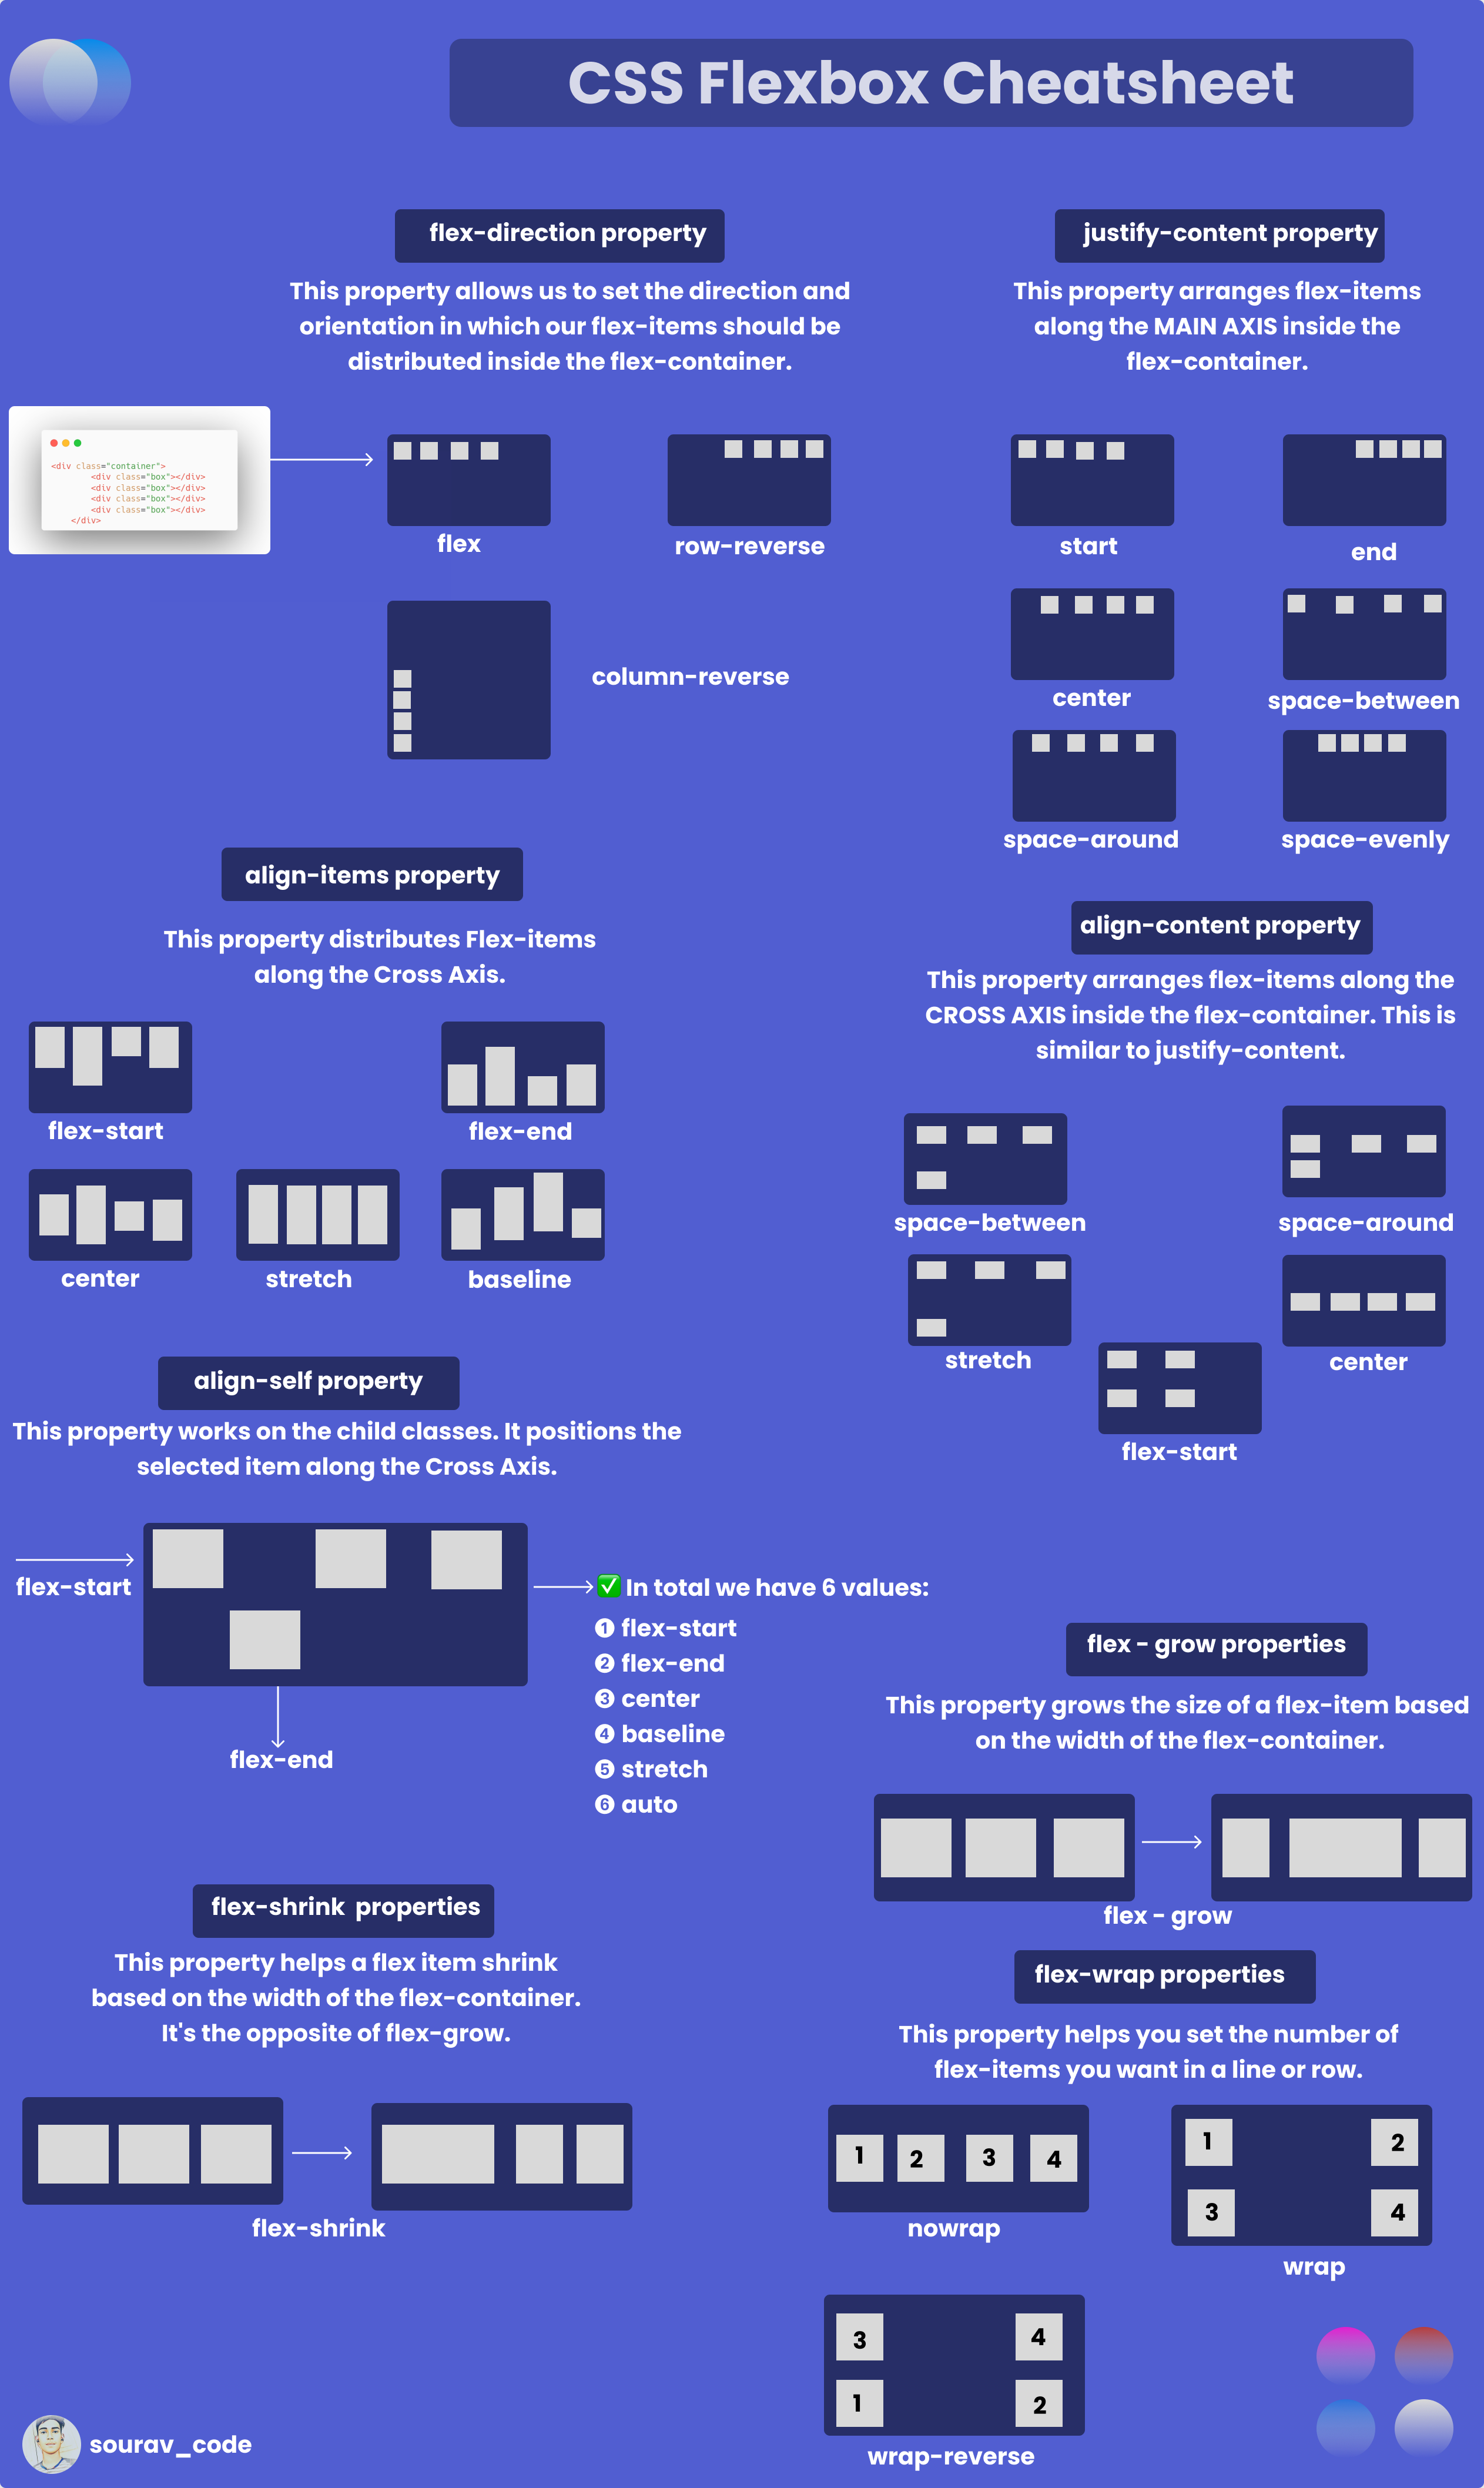 CSS Flexbox Cheatsheet
flex-direction property
This property allows us to set the direction and
orientation in which our flex-items should be
distributed inside the flex-container.
<div class="container">
<div class="box"></div>
<div class="box"></div>
<div class="box"></div>
<div class="box"></div>
</div>
flex
row-reverse
column-reverse
justify-content property
This property arranges flex-items
along the MAIN AXIS inside the
flex-container.
start
end
center
space-between
space-around
space-evenly
align-items property
This property distributes Flex-items
along the Cross Axis.
flex-start
flex-end
center
stretch
baseline
align-content property
This property arranges flex-items along the
CROSS AXIS inside the flex-container. This is
similar to justify-content.
space-between
space-around
stretch
center
flex-start
align-self property
This property works on the child classes. It positions the
selected item along the Cross Axis.
flex-start
flex-end
✅ In total we have 6 values:
❶ flex-start
❷ flex-end
❸ center
❹ baseline
❺ stretch
❻ auto
flex - grow properties
This property grows the size of a flex-item based
on the width of the flex-container.
flex - grow
flex-shrink  properties
This property helps a flex item shrink
based on the width of the flex-container.
It's the opposite of flex-grow.
flex-shrink
flex-wrap properties
This property helps you set the number of
flex-items you want in a line or row.
1 2 3 4
nowrap
1 2
3 4
wrap
3 4
1 2
wrap-reverse
sourav_code